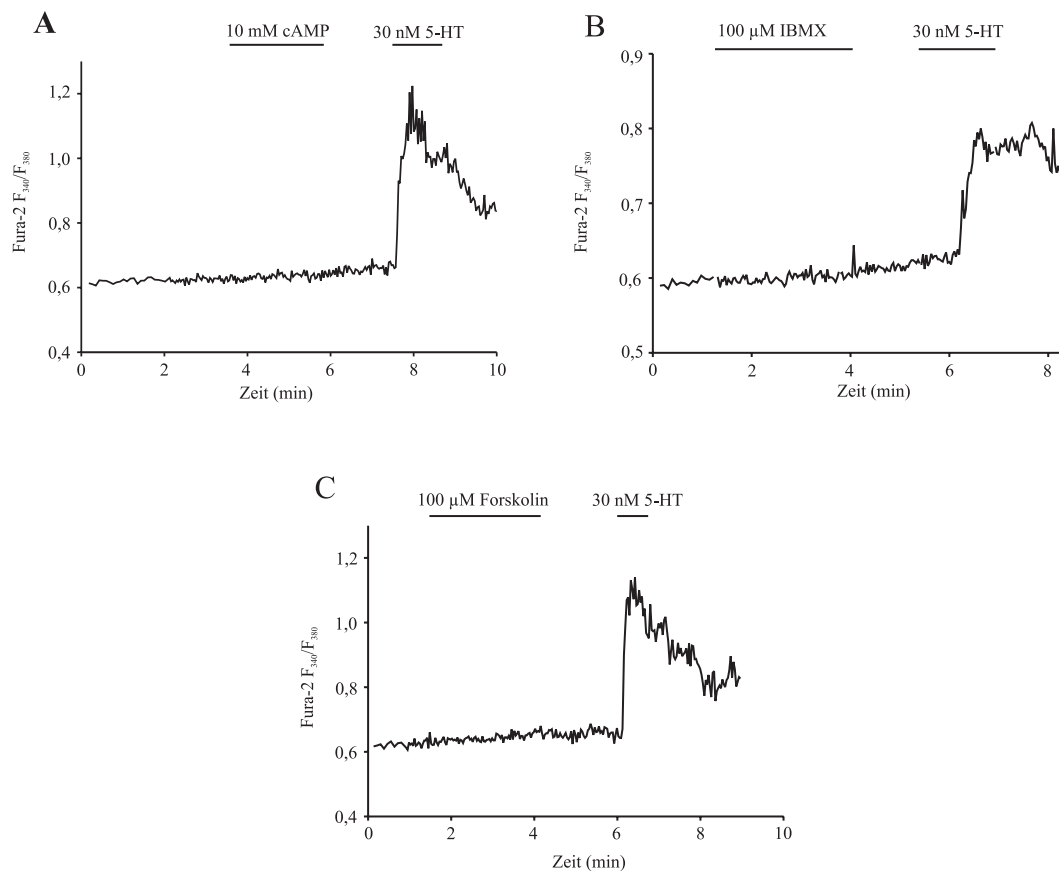 A
10 mM cAMP
30 nM 5-HT
Fura-2 F340/F380
1,2
1,0
0,8
0,6
0,4
0
2
4
6
8
10
Zeit (min)
B
100 µM IBMX
30 nM 5-HT
Fura-2 F340/F380
0,9
0,8
0,7
0,6
0,5
0
2
4
6
8
Zeit (min)
C
100 µM Forskolin
30 nM 5-HT
Fura-2 F340/F380
1,2
1,0
0,8
0,6
0,4
0
2
4
6
8
10
Zeit (min)